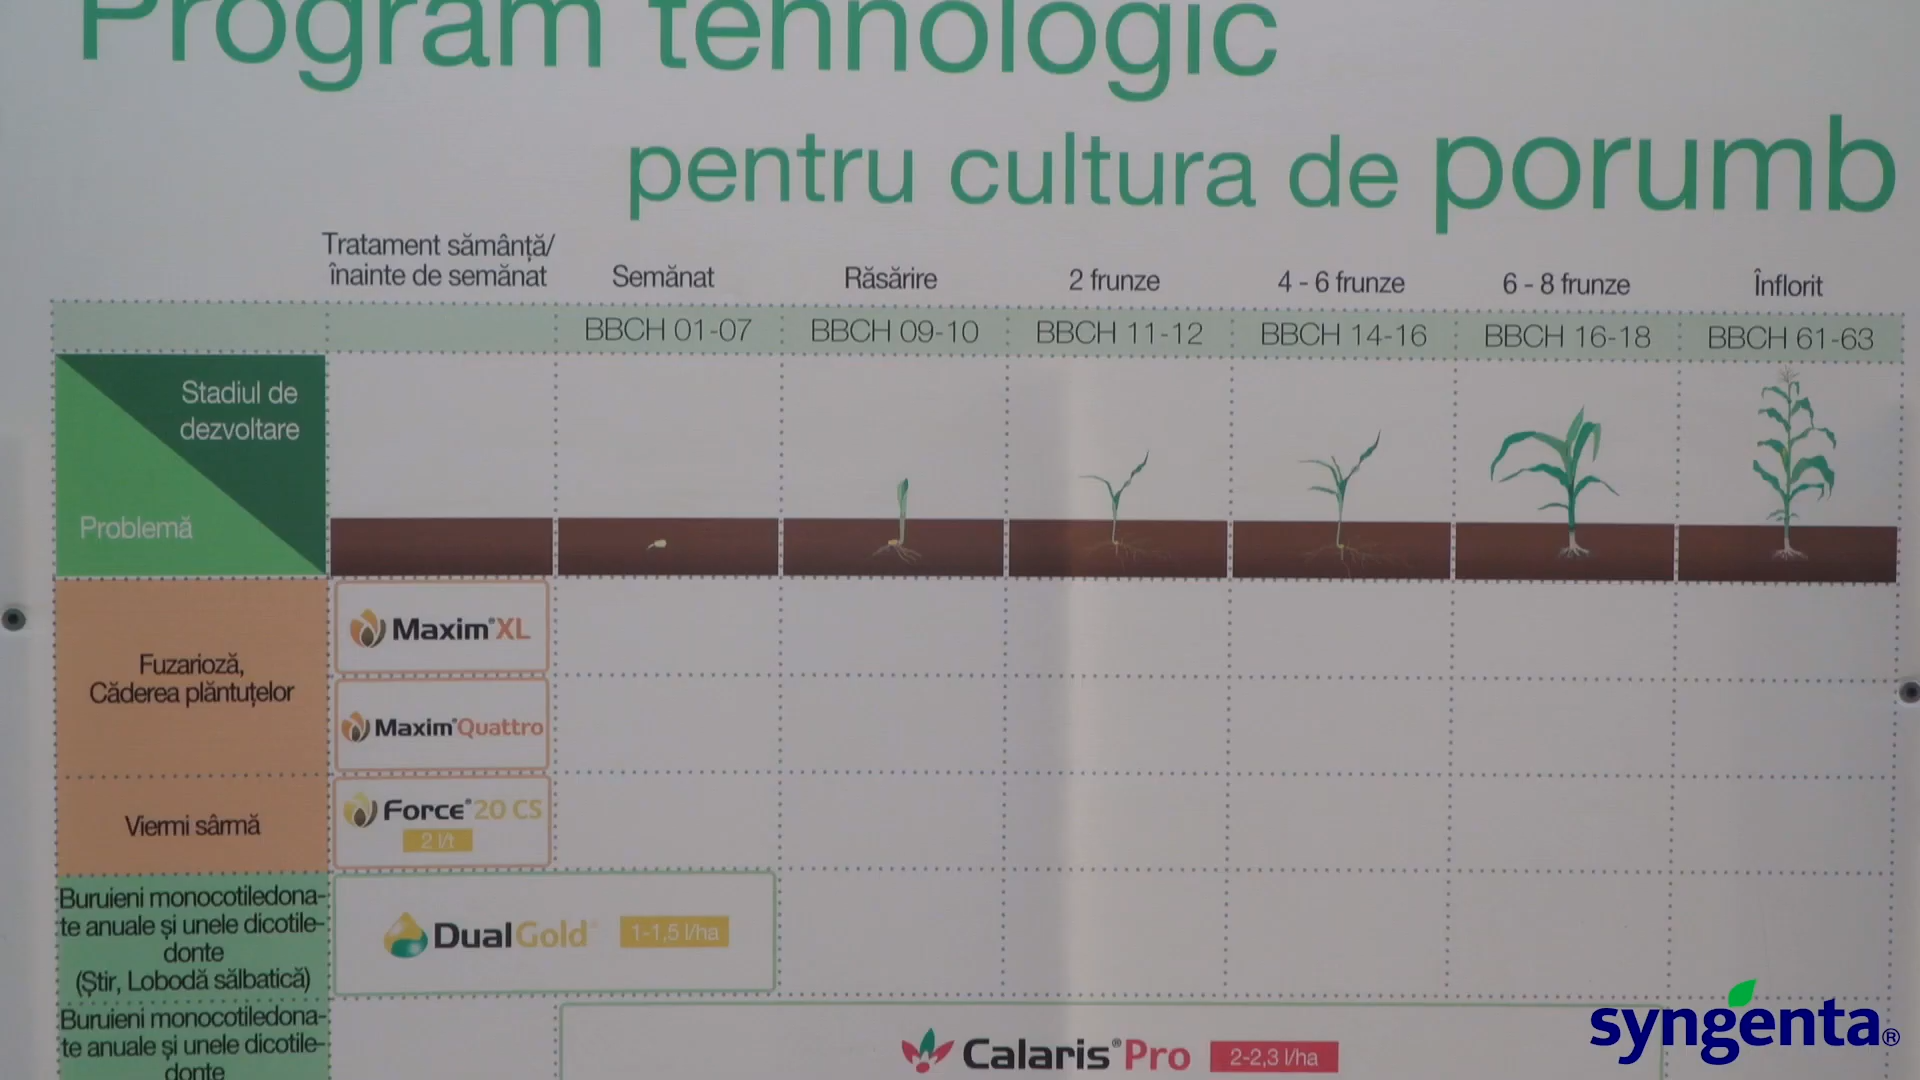 Program tehnologic
pentru cultura de porumb
Tratament sămânță/
înainte de semănat
Semănat
Răsărire
2 frunze
4 - 6 frunze
6 - 8 frunze
Înflorit
BBCH 01-07
BBCH 09-10
BBCH 11-12
BBCH 14-16
BBCH 16-18
BBCH 61-63
Stadiul de
dezvoltare
Problemă
Fuzarioză,
Căderea plăntuțelor
Maxim® XL
Maxim® Quattro
Viermi sârmă
Force® 20 CS
2 l/t
Buruieni monocotiledona-
te anuale și unele dicotile-
donte
(Știr, Lobodă sălbatică)
DualGold®
1-1,5 l/ha
Buruieni monocotiledona-
te anuale și unele dicotile-
donte
Calaris® Pro
2-2,3 l/ha
syngenta®